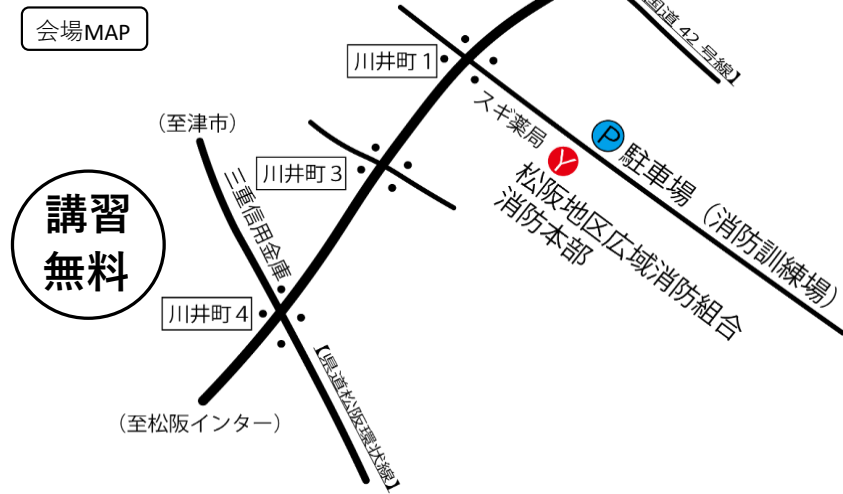 会場MAP
国道 42 号線】
川井町 1
スギ薬局
P
駐車場（消防訓練場）
Y
松阪地区広域消防組合
消防本部
（至津市）
川井町 3
三重信用金庫
講習
無料
川井町 4
【県道松阪環状線】
（至松阪インター）